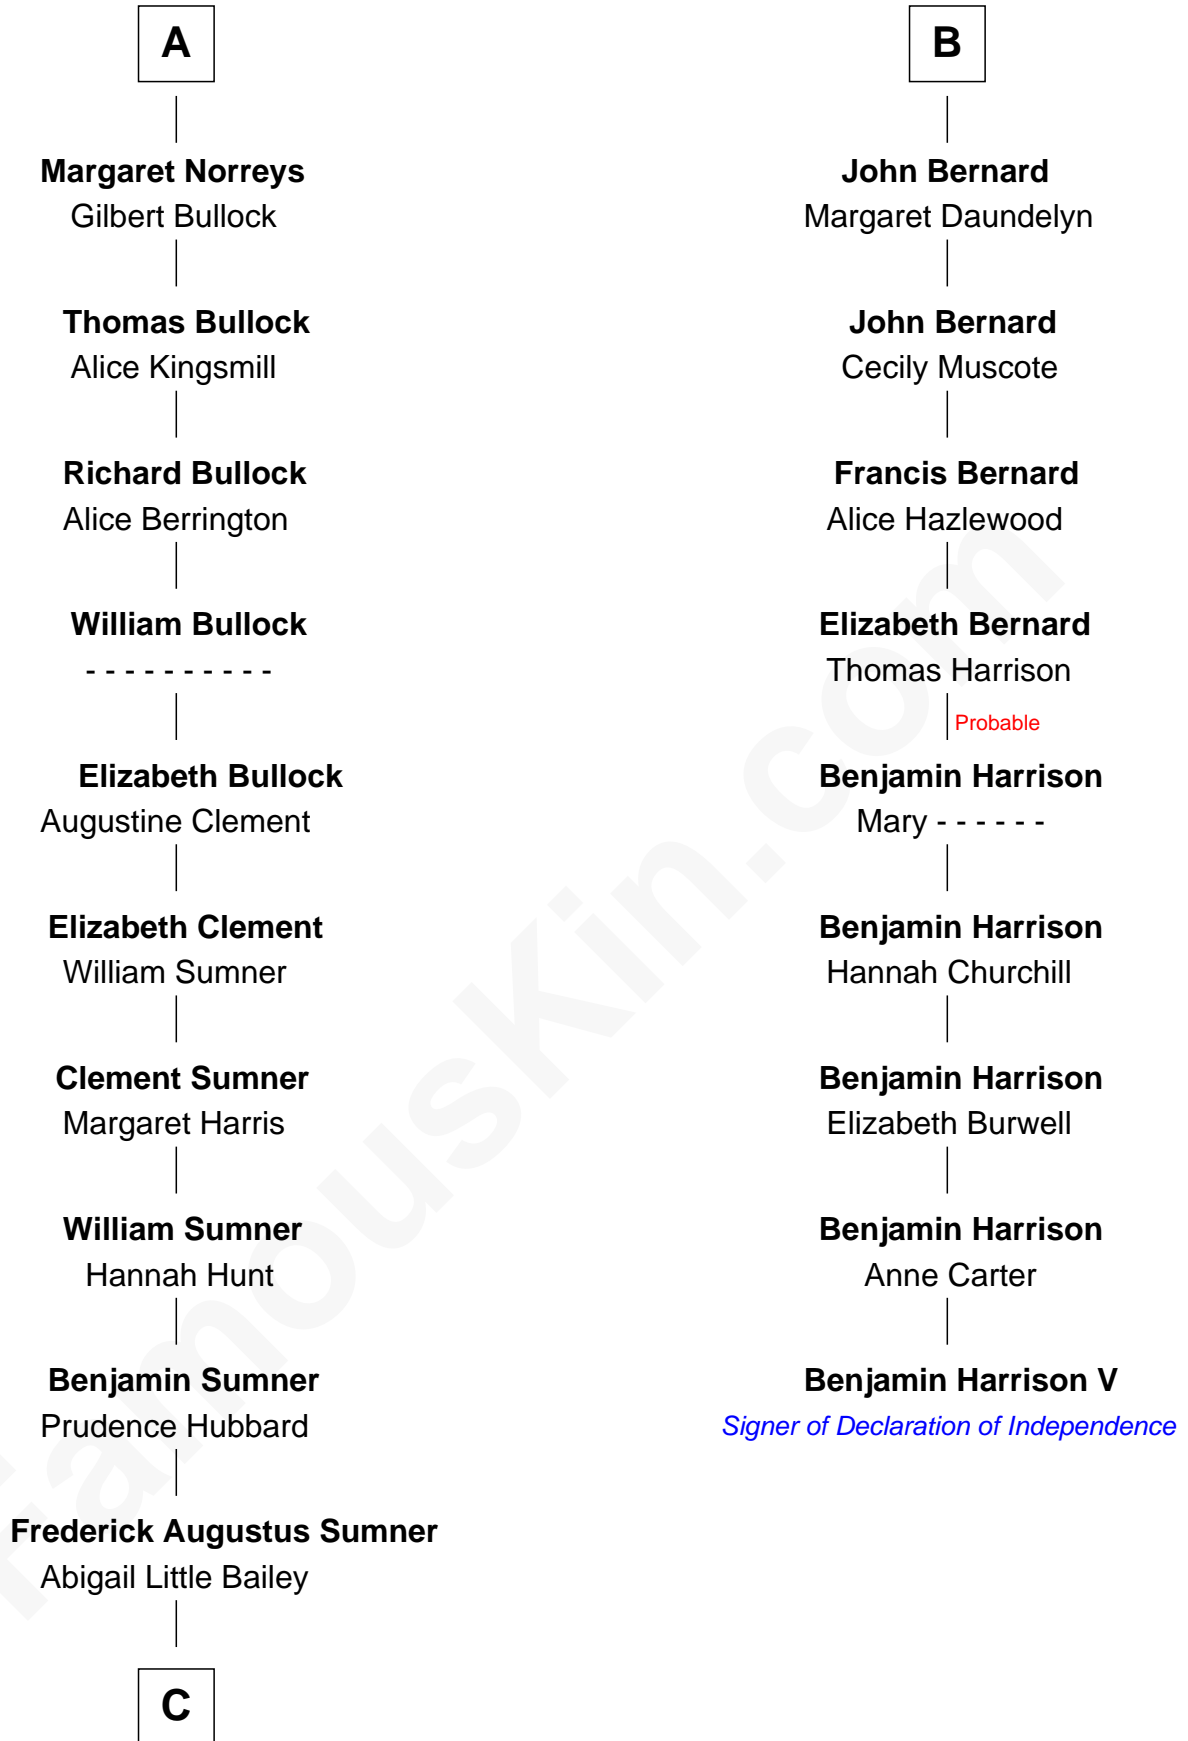 A
Margaret Norreys
Gilbert Bullock
Thomas Bullock
Alice Kingsmill
Richard Bullock
Alice Berrington
William Bullock
- - - - - - - - - -
Elizabeth Bullock
Augustine Clement
Elizabeth Clement
William Sumner
Clement Sumner
Margaret Harris
William Sumner
Hannah Hunt
Benjamin Sumner
Prudence Hubbard
Frederick Augustus Sumner
Abigail Little Bailey
C
B
John Bernard
Margaret Daundelyn
John Bernard
Cecily Muscote
Francis Bernard
Alice Hazlewood
Elizabeth Bernard
Thomas Harrison
Probable
Benjamin Harrison
Mary - - - - - -
Benjamin Harrison
Hannah Churchill
Benjamin Harrison
Elizabeth Burwell
Benjamin Harrison
Anne Carter
Benjamin Harrison V
Signer of Declaration of Independence
FamousKin.com